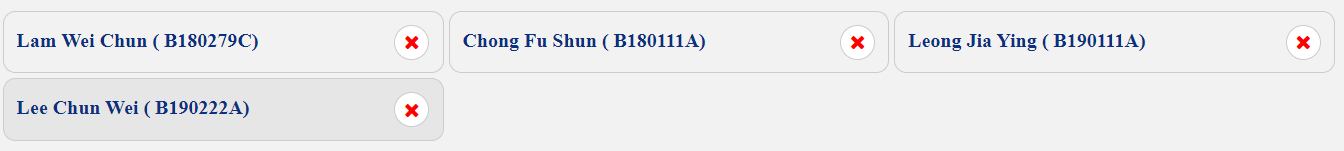 Lam Wei Chun ( B180279C)
Chong Fu Shun ( B180111A)
Leong Jia Ying ( B190111A)
Lee Chun Wei ( B190222A)